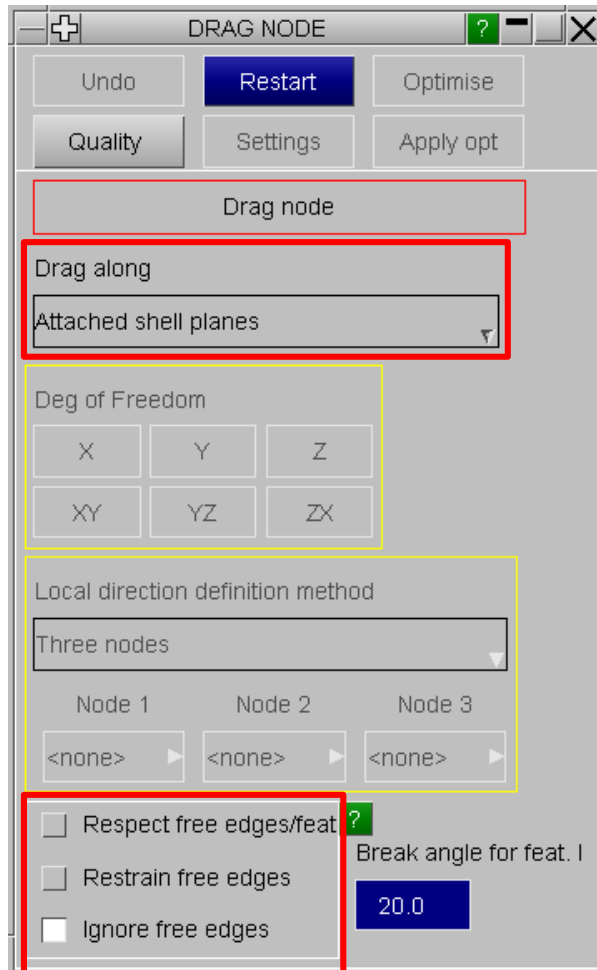 DRAG NODE ?
Undo Restart Optimise
Quality Settings Apply opt
Drag node
Drag along
Attached shell planes
Deg of Freedom
X Y Z
XY YZ ZX
Local direction definition method
Three nodes
Node 1 Node 2 Node 3
<none> <none> <none>
Respect free edges/feat ?
Break angle for feat. l
Restrain free edges
20.0
Ignore free edges